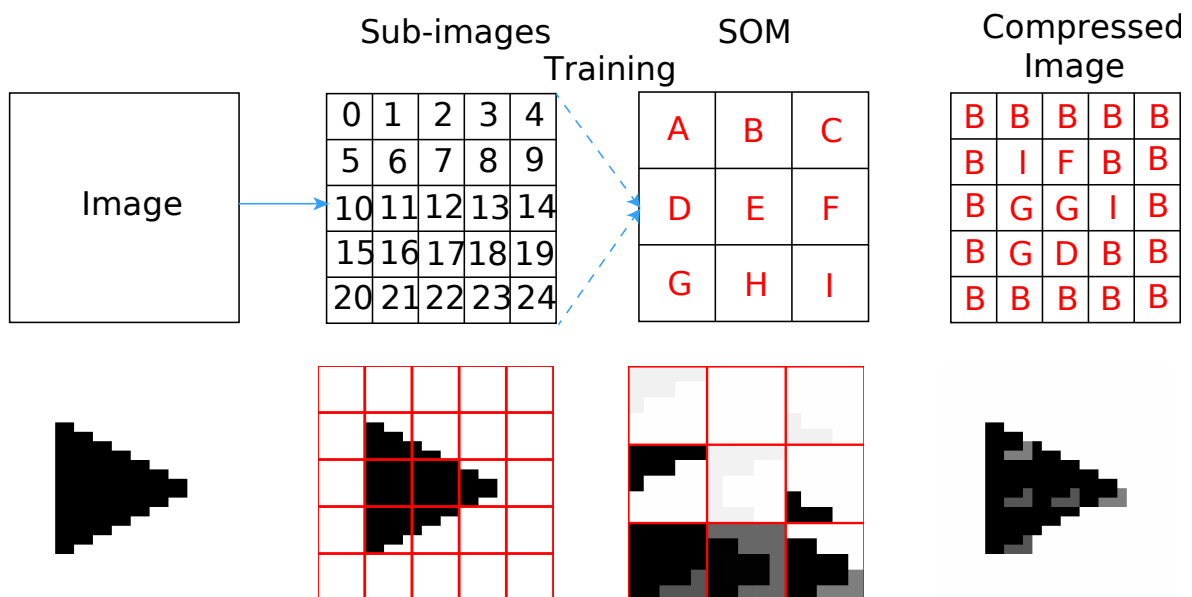 Sub-images
Training
SOM
Compressed
Image
Image
0 1 2 3 4
5 6 7 8 9
10 11 12 13 14
15 16 17 18 19
20 21 22 23 24
A B C
D E F
G H I
B B B B B
B I F B B
B G G I B
B G D B B
B B B B B